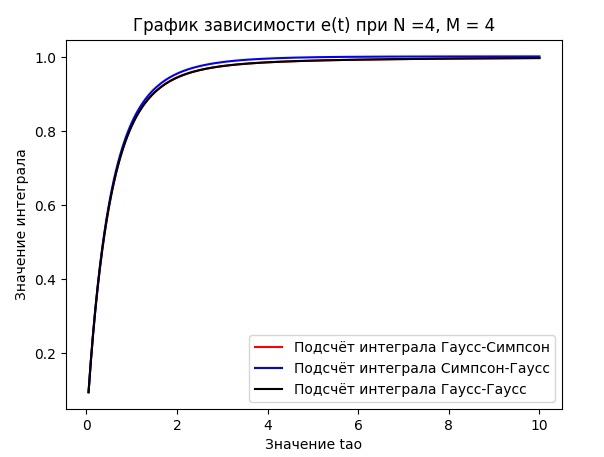 График зависимости e(t) при N =4, M = 4
Значение интеграла
1.0
0.8
0.6
0.4
0.2
Подсчёт интеграла Гаусс-Симпсон
Подсчёт интеграла Симпсон-Гаусс
Подсчёт интеграла Гаусс-Гаусс
0 2 4 6 8 10
Значение tao